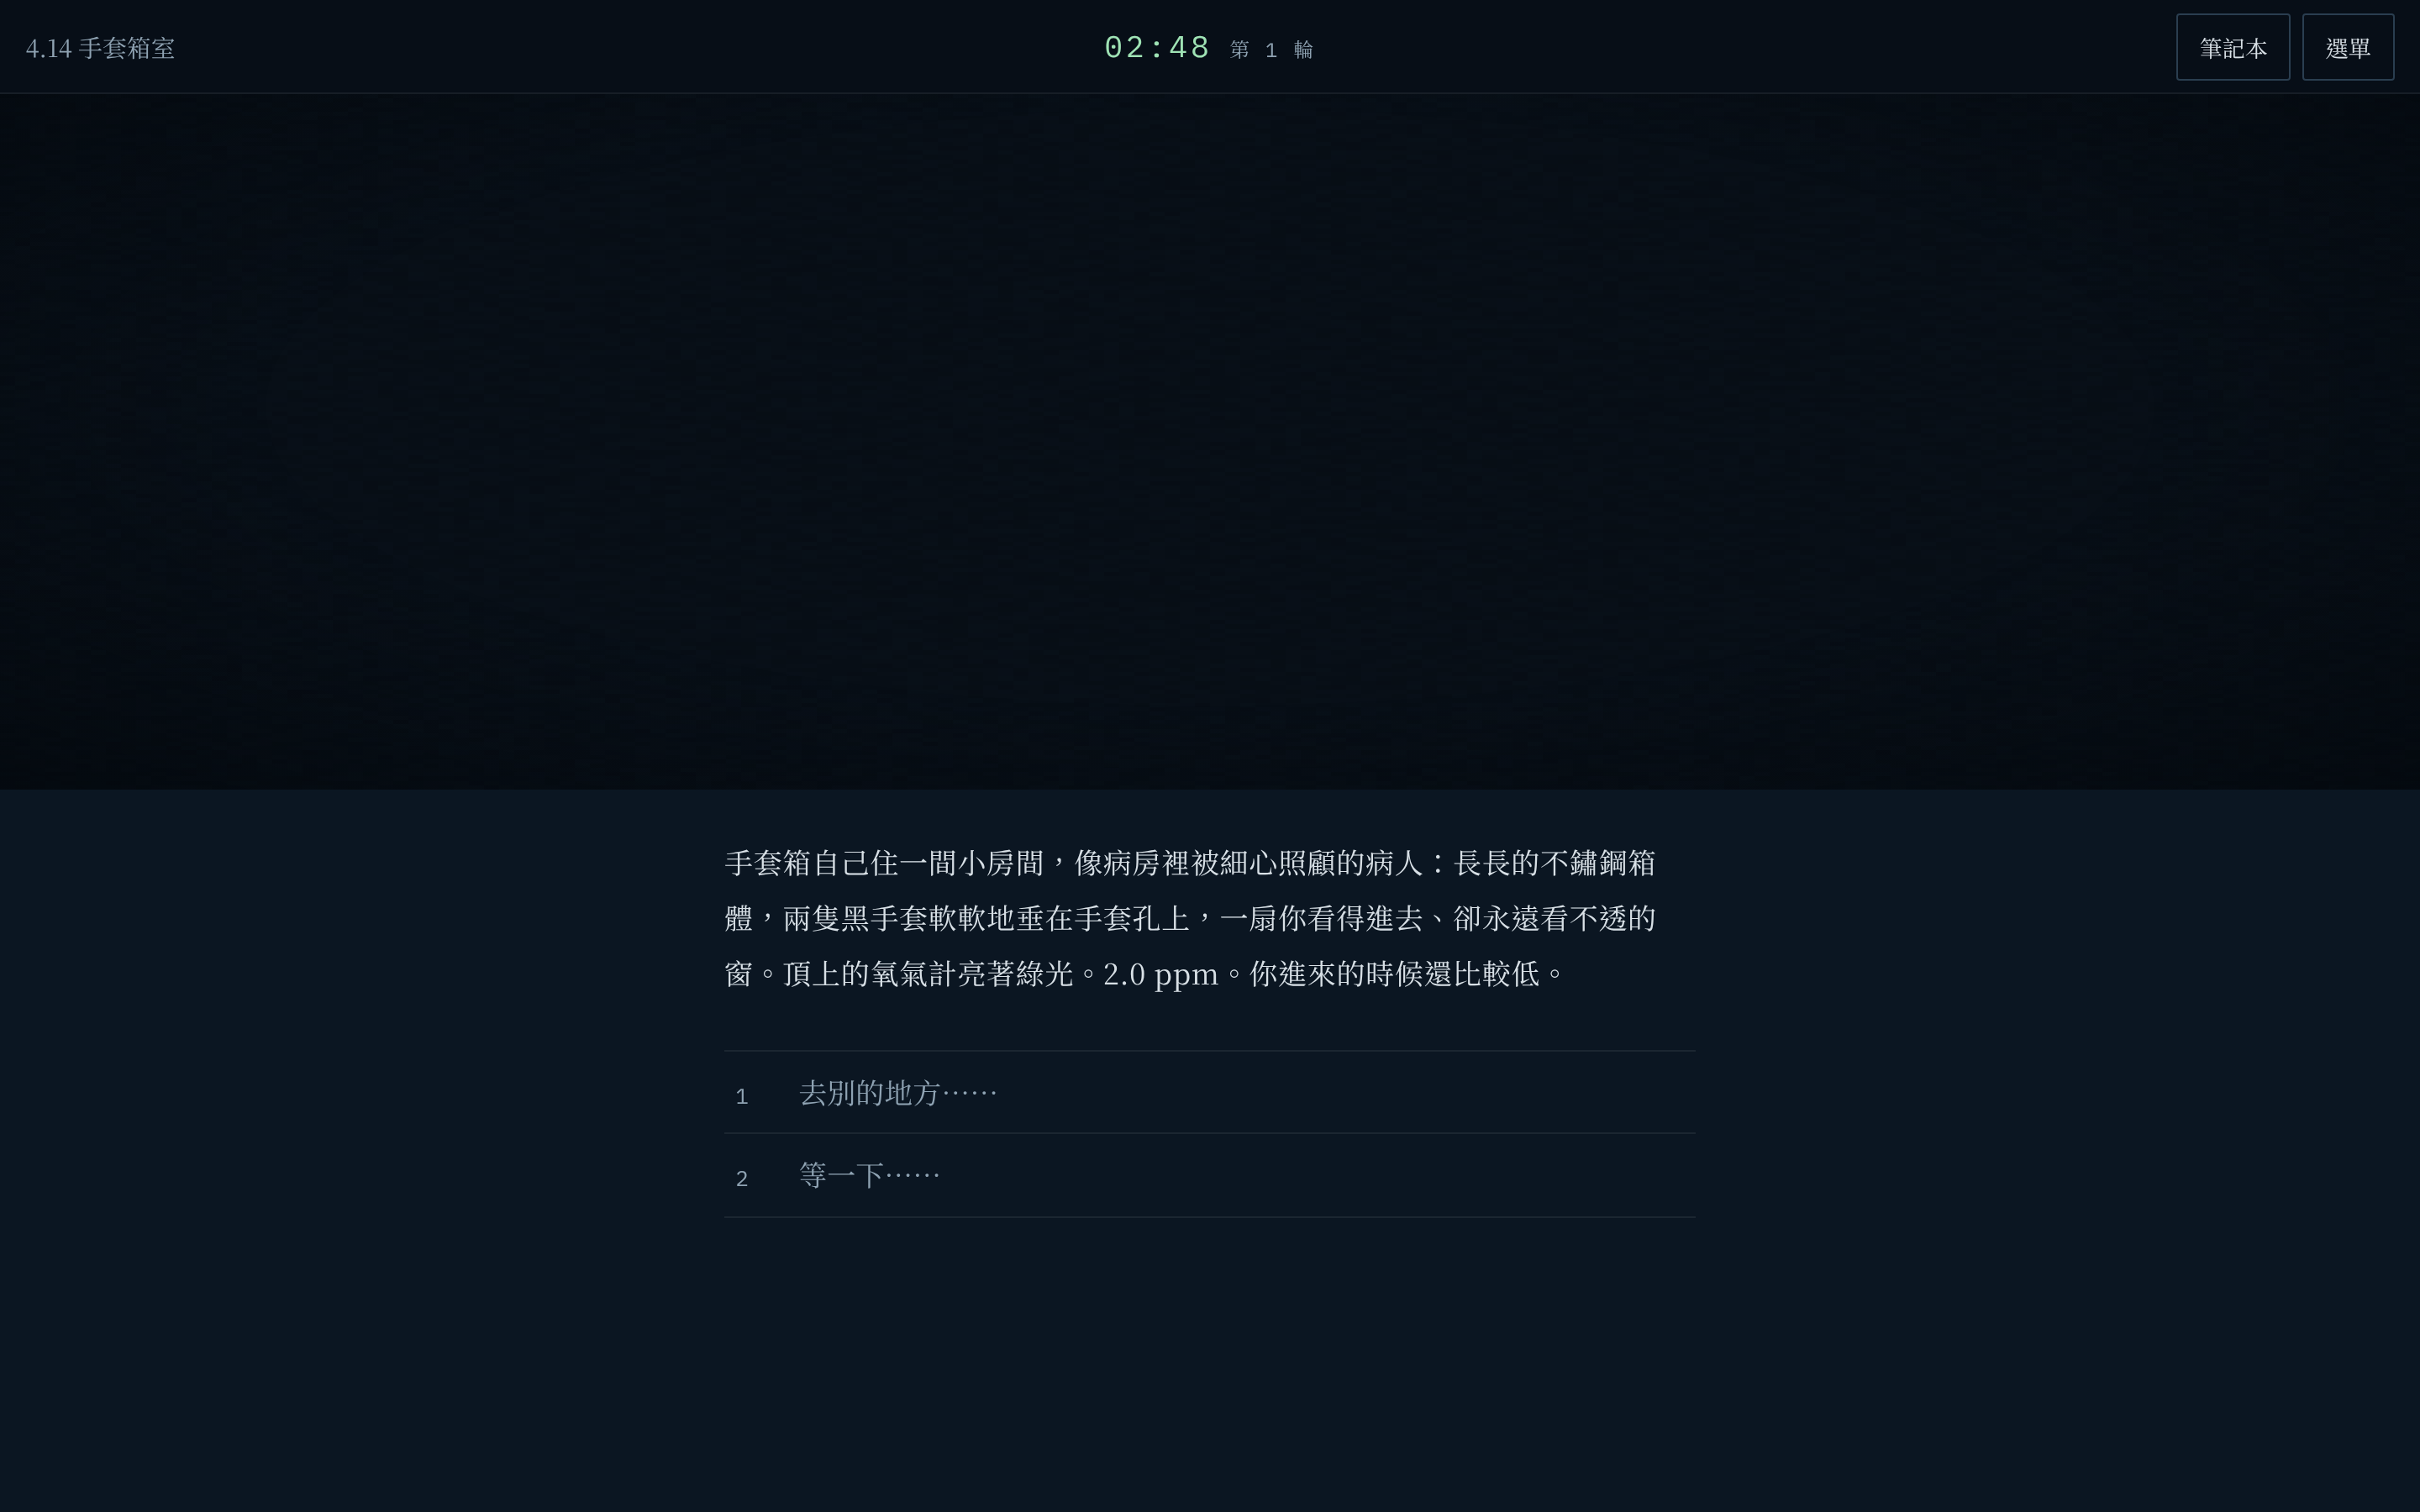 4.14 手套箱室
02:48 第 1 輪
筆記本
選單
手套箱自己住一間小房間，像病房裡被細心照顧的病人：長長的不鏽鋼箱
體，兩隻黑手套軟軟地垂在手套孔上，一扇你看得進去、卻永遠看不透的
窗。頂上的氧氣計亮著綠光。2.0 ppm。你進來的時候還比較低。
1 去別的地方⋯⋯
2 等一下⋯⋯